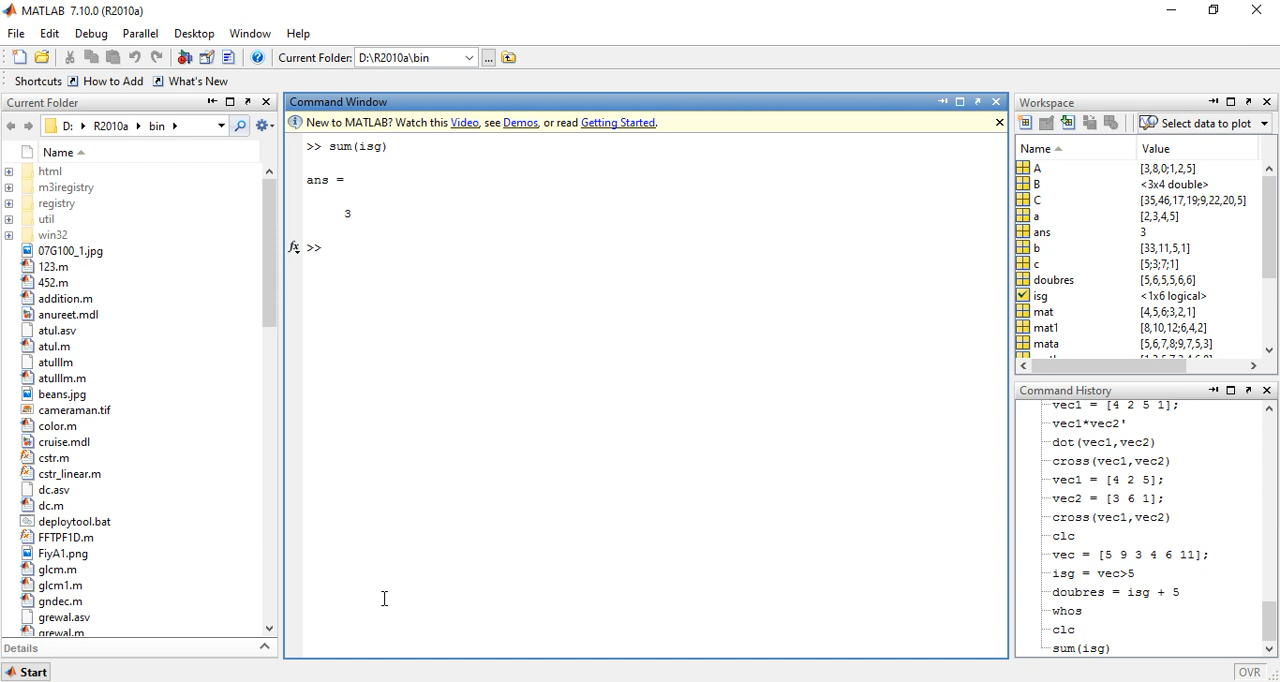 MATLAB 7.10.0 (R2010a)
File Edit Debug Parallel Desktop Window Help
Current Folder: D:\R2010a\bin
Shortcuts How to Add What's New
Current Folder
D: R2010a bin
Name
html
m3iregistry
registry
util
win32
07G100_1.jpg
123.m
452.m
addition.m
anureet.mdl
atul.asv
atul.m
atulllm
atulllm.m
beans.jpg
cameraman.tif
color.m
cruise.mdl
cstr.m
cstr_linear.m
dc.asv
dc.m
deploytool.bat
FFTPF1D.m
FiyA1.png
glcm.m
glcm1.m
gndec.m
grewal.asv
grewal.m
Details
Start
Command Window
New to MATLAB? Watch this Video, see Demos, or read Getting Started.
>> sum(isg)
ans =
3
fx >>
Workspace
Select data to plot
Name Value
A [3,8,0;1,2,5]
B <3x4 double>
C [35,46,17,19;9,22,20,5]
a [2,3,4,5]
ans 3
b [33,11,5,1]
c [5;3;7;1]
doubres [5,6,5,5,6,6]
isg <1x6 logical>
mat [4,5,6;3,2,1]
mat1 [8,10,12;6,4,2]
mata [5,6,7,8;9,7,5,3]
Command History
vec1 = [4 2 5 1];
vec1*vec2'
dot(vec1,vec2)
cross(vec1,vec2)
vec1 = [4 2 5];
vec2 = [3 6 1];
cross(vec1,vec2)
clc
vec = [5 9 3 4 6 11];
isg = vec>5
doubres = isg + 5
whos
clc
sum(isg)
OVR